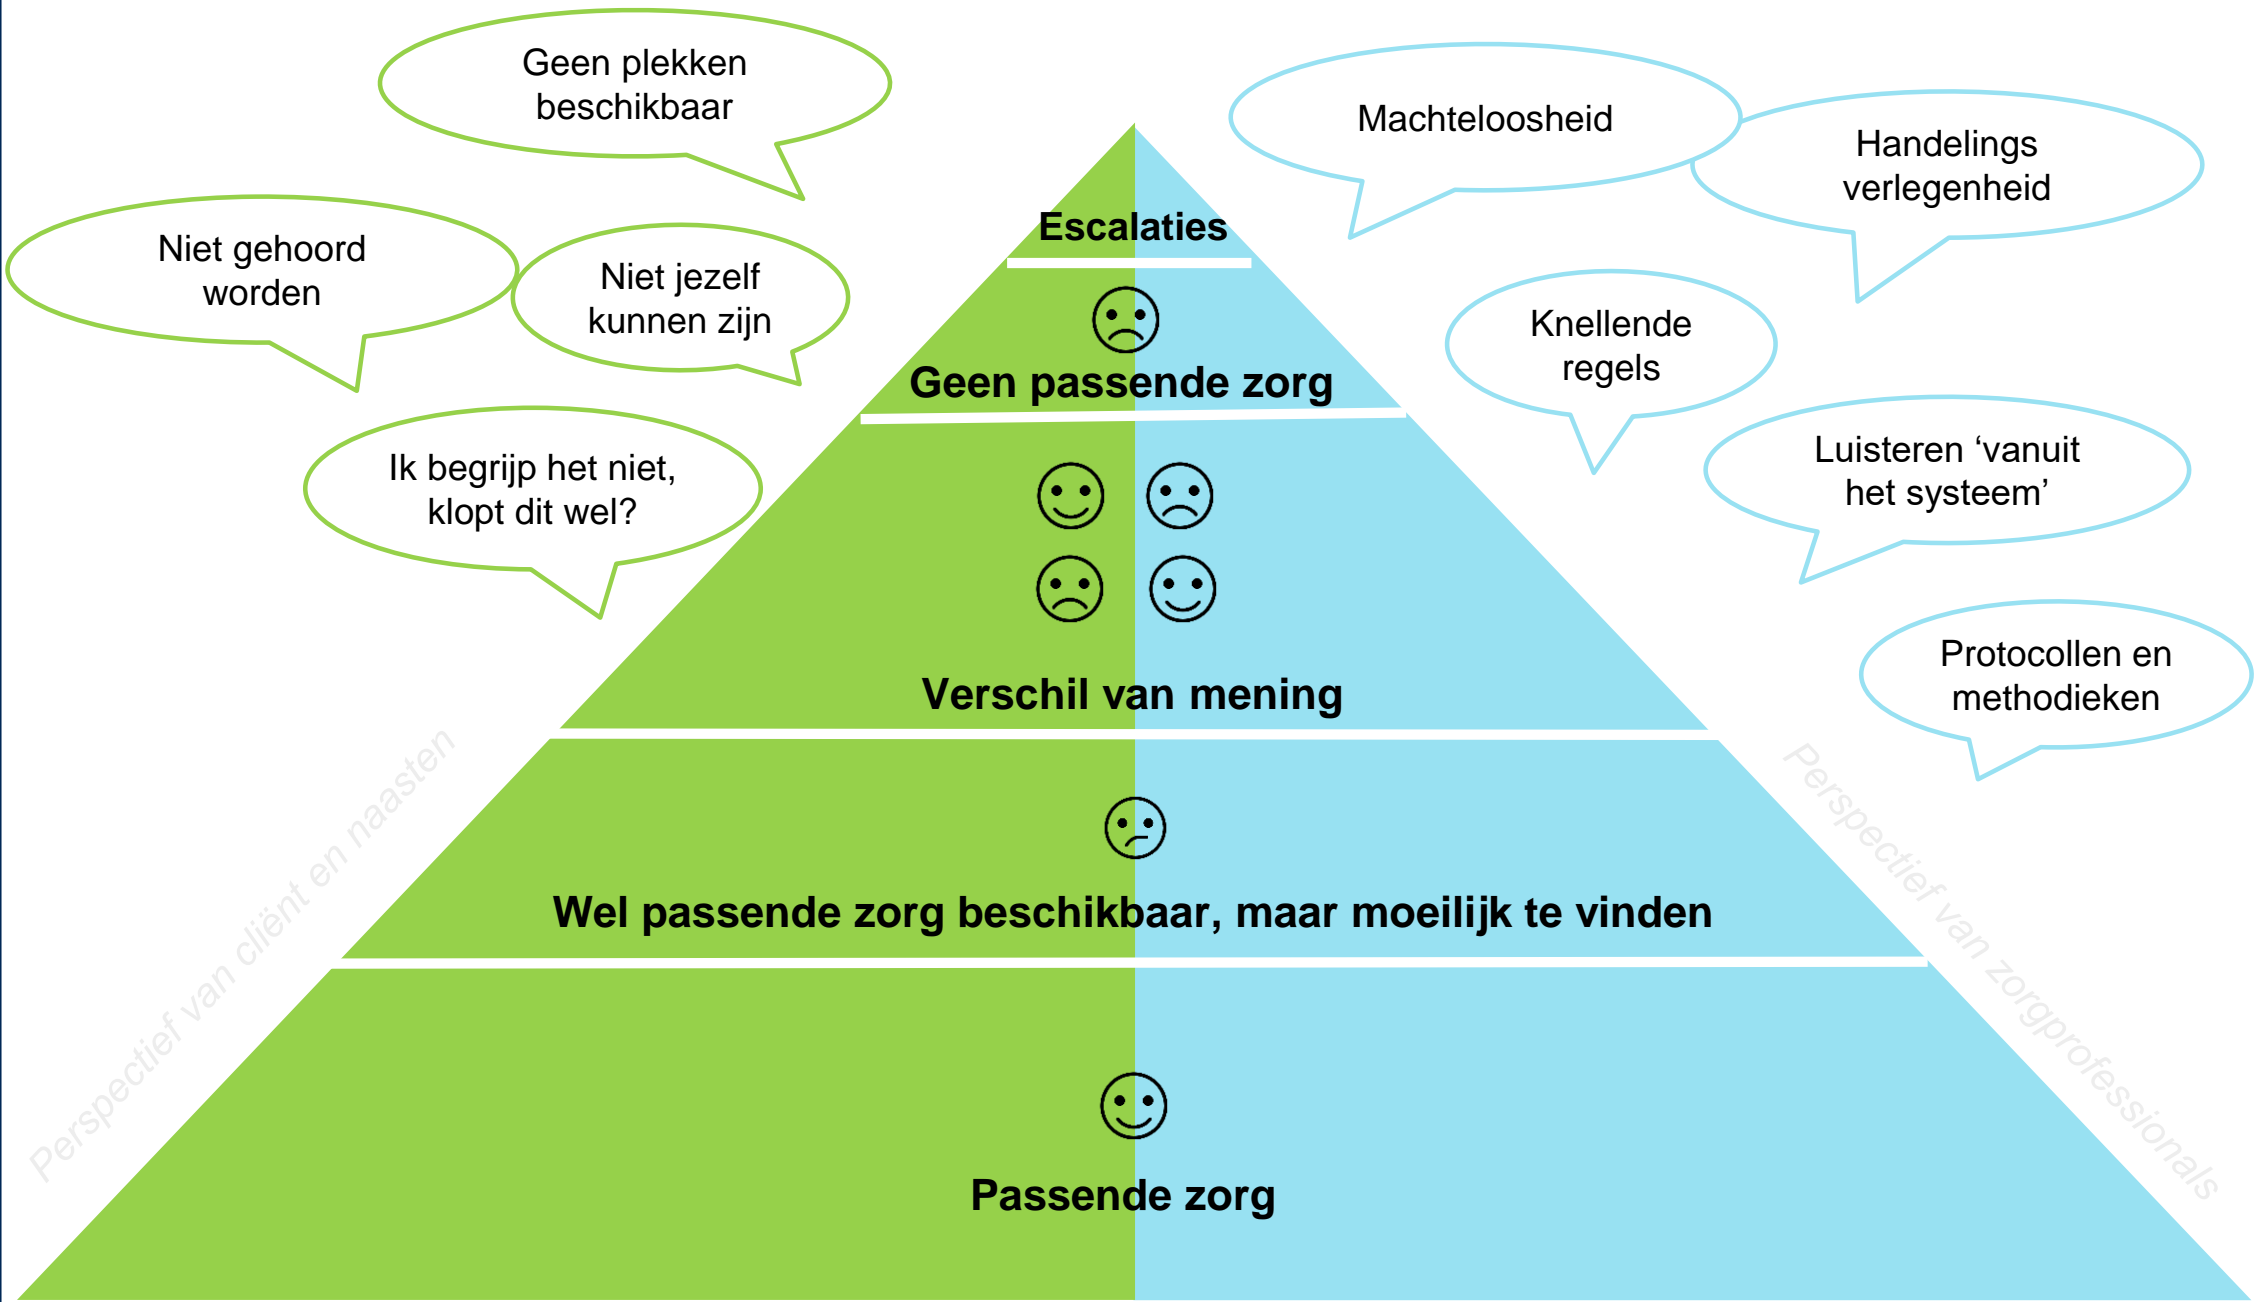 Geen plekken
beschikbaar
Machteloosheid
Handelings
verlegenheid
Niet gehoord
worden
Niet jezelf
kunnen zijn
Escalaties
Knellende
regels
Geen passende zorg
Ik begrijp het niet,
klopt dit wel?
Luisteren ‘vanuit
het systeem’
Verschil van mening
Protocollen en
methodieken
Perspectief van cliënt en naasten
Perspectief van zorgprofessionals
Wel passende zorg beschikbaar, maar moeilijk te vinden
Passende zorg